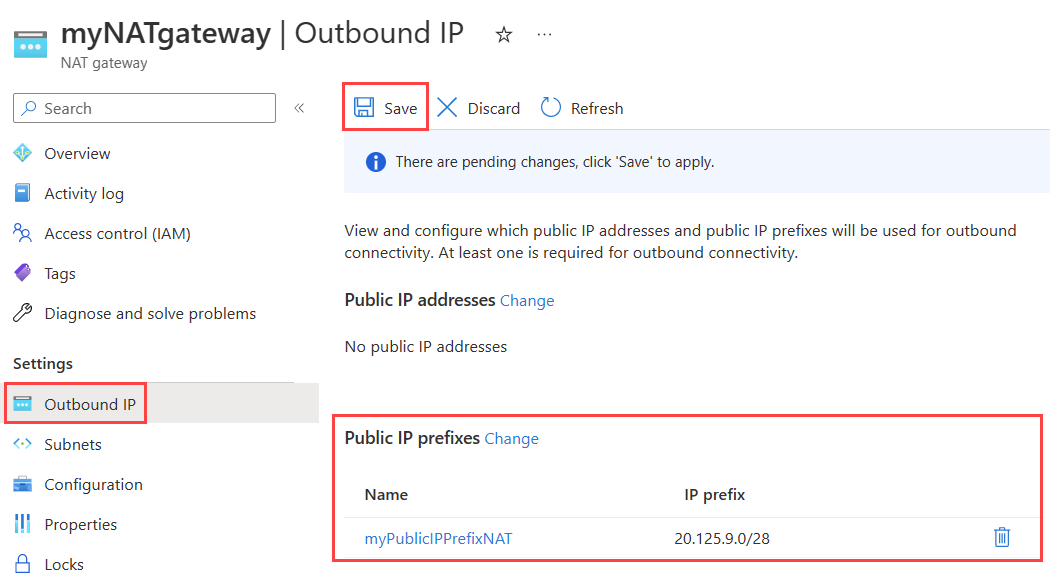 myNATgateway | Outbound IP ☆ ...
NAT gateway
Search «
Overview
Activity log
Access control (IAM)
Tags
Diagnose and solve problems
Settings
Outbound IP
Subnets
Configuration
Properties
Locks
Save Discard Refresh
There are pending changes, click 'Save' to apply.
View and configure which public IP addresses and public IP prefixes will be used for outbound
connectivity. At least one is required for outbound connectivity.
Public IP addresses Change
No public IP addresses
Public IP prefixes Change
Name IP prefix
myPublicIPPrefixNAT 20.125.9.0/28